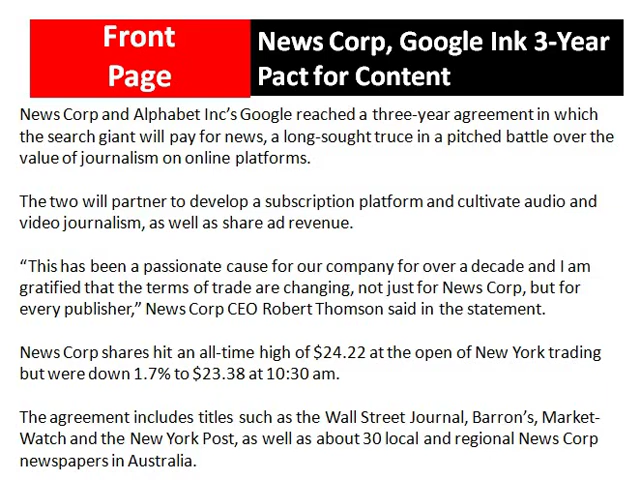 Front
Page
News Corp, Google Ink 3-Year
Pact for Content
News Corp and Alphabet Inc’s Google reached a three-year agreement in which
the search giant will pay for news, a long-sought truce in a pitched battle over the
value of journalism on online platforms.
The two will partner to develop a subscription platform and cultivate audio and
video journalism, as well as share ad revenue.
“This has been a passionate cause for our company for over a decade and I am
gratified that the terms of trade are changing, not just for News Corp, but for
every publisher,” News Corp CEO Robert Thomson said in the statement.
News Corp shares hit an all-time high of $24.22 at the open of New York trading
but were down 1.7% to $23.38 at 10:30 am.
The agreement includes titles such as the Wall Street Journal, Barron’s, Market-
Watch and the New York Post, as well as about 30 local and regional News Corp
newspapers in Australia.